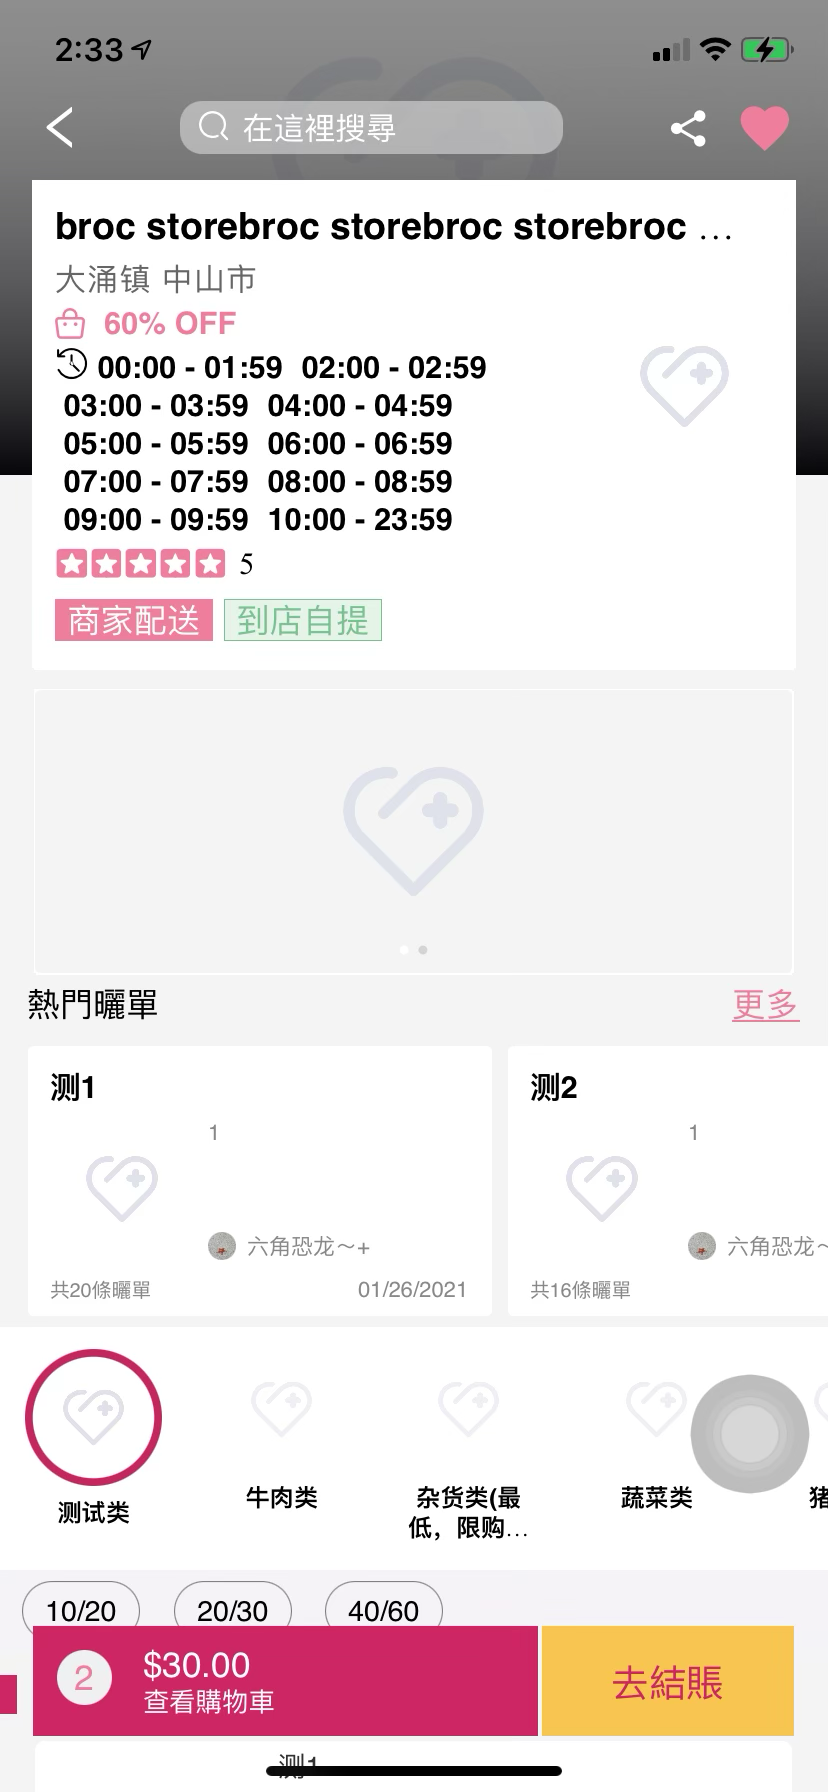 2:33
在這裡搜尋
broc storebroc storebroc storebroc ...
大涌镇 中山市
60% OFF
00:00 - 01:59 02:00 - 02:59
03:00 - 03:59 04:00 - 04:59
05:00 - 05:59 06:00 - 06:59
07:00 - 07:59 08:00 - 08:59
09:00 - 09:59 10:00 - 23:59
5
商家配送 到店自提
熱門曬單 更多
测1 测2
1 1
六角恐龙～+ 六角恐龙～
共20條曬單 01/26/2021 共16條曬單
测试类 牛肉类 杂货类(最 蔬菜类 猪
低，限购...
10/20 20/30 40/60
2 $30.00
查看購物車 去結賬
测1